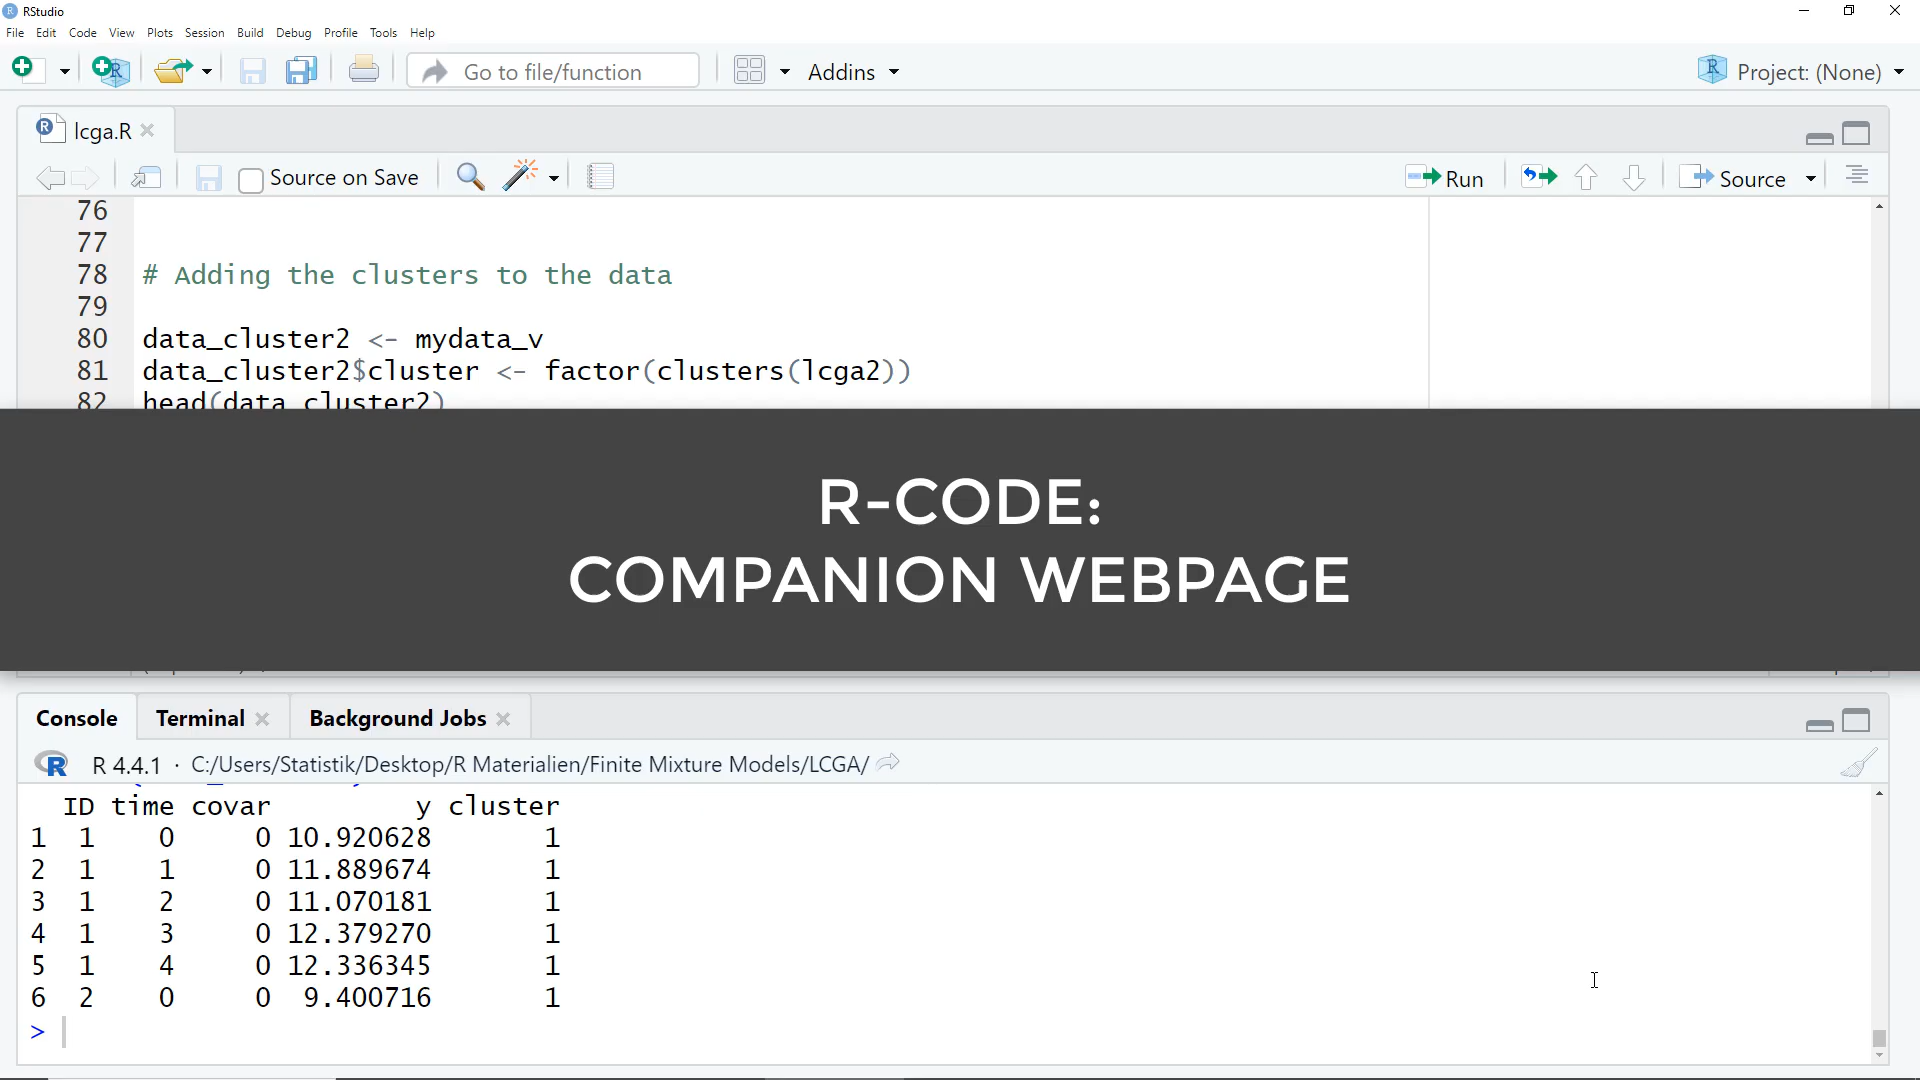 RStudio
File Edit Code View Plots Session Build Debug Profile Tools Help
Go to file/function Addins Project: (None)
lcga.R
Source on Save Run Source
76
77
78 # Adding the clusters to the data
79
80 data_cluster2 <- mydata_v
81 data_cluster2$cluster <- factor(clusters(lcga2))
82 head(data_cluster2)
R-CODE:
COMPANION WEBPAGE
Console Terminal Background Jobs
R 4.4.1 · C:/Users/Statistik/Desktop/R Materialien/Finite Mixture Models/LCGA/
ID time covar y cluster
1 1 0 0 10.920628 1
2 1 1 0 11.889674 1
3 1 2 0 11.070181 1
4 1 3 0 12.379270 1
5 1 4 0 12.336345 1
6 2 0 0 9.400716 1
>